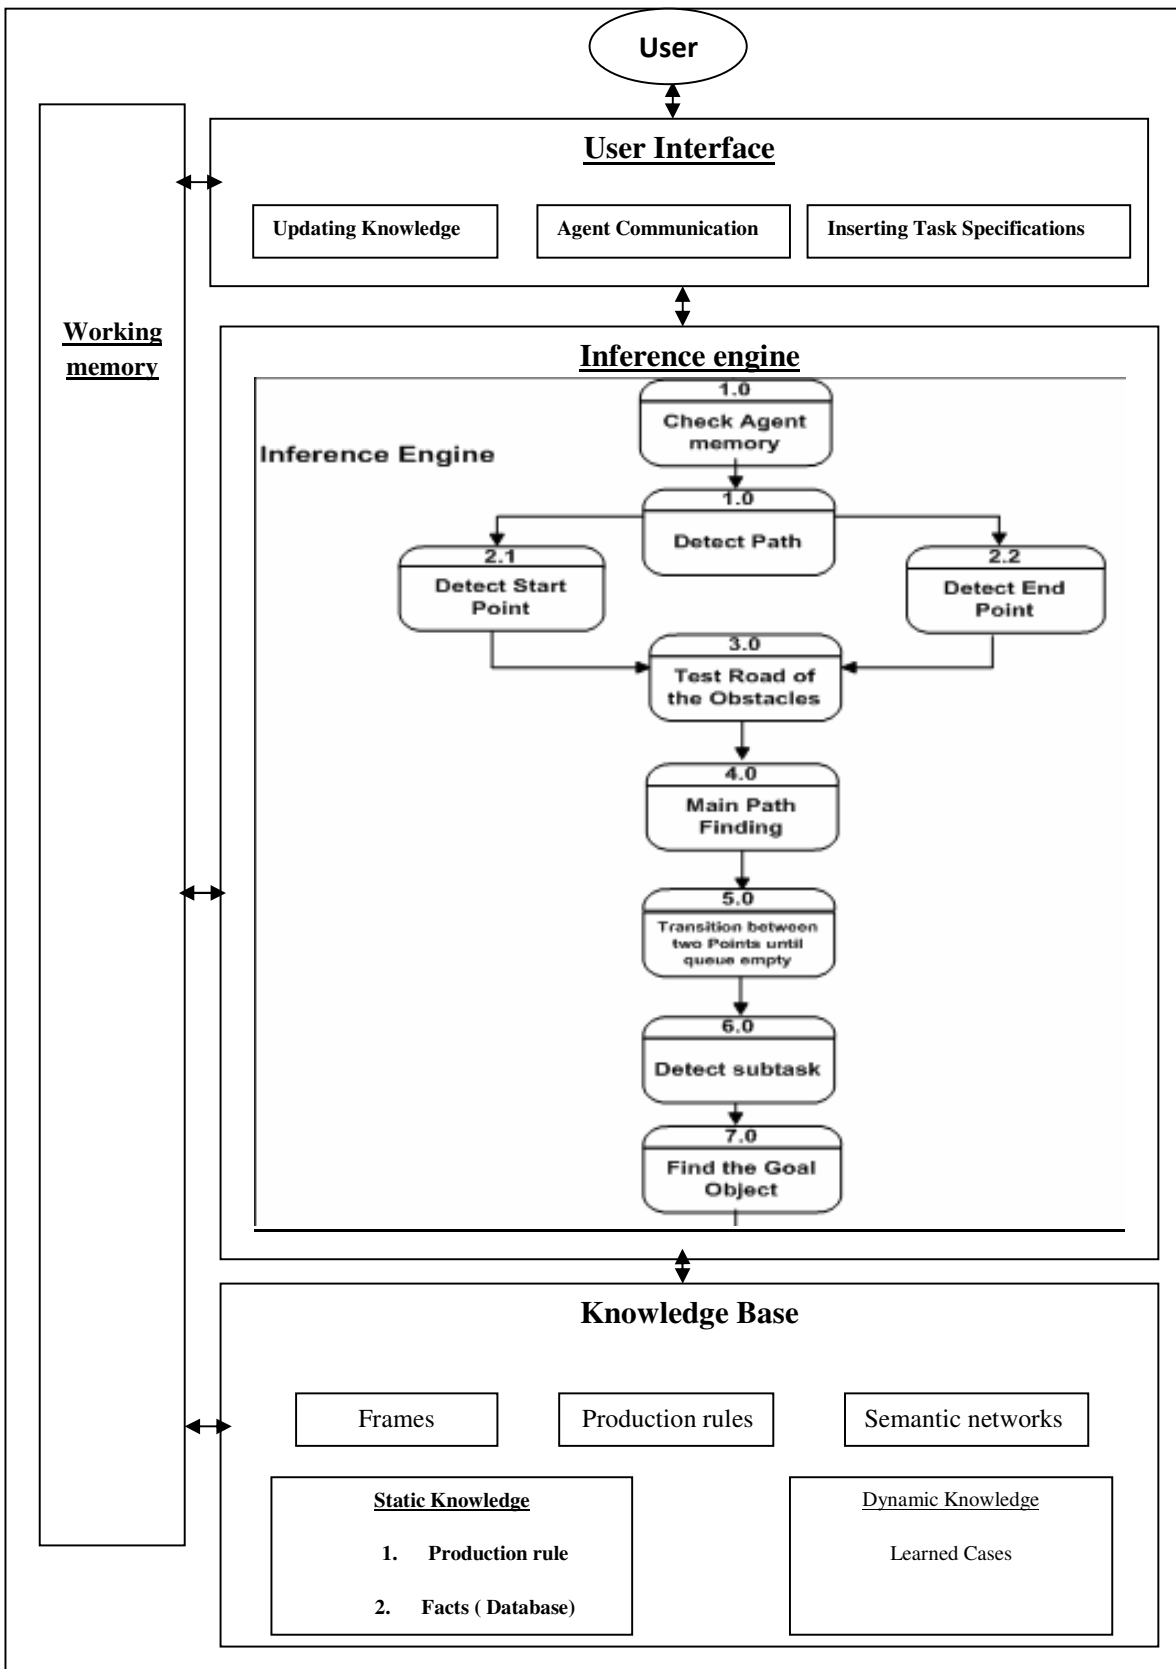 User
User Interface
Updating Knowledge
Agent Communication
Inserting Task Specifications
Working
memory
Inference engine
Inference Engine
1.0
Check Agent
memory
1.0
Detect Path
2.1
Detect Start
Point
2.2
Detect End
Point
3.0
Test Road of
the Obstacles
4.0
Main Path
Finding
5.0
Transition between
two Points until
queue empty
6.0
Detect subtask
7.0
Find the Goal
Object
Knowledge Base
Frames
Production rules
Semantic networks
Static Knowledge
1. Production rule
2. Facts ( Database)
Dynamic Knowledge
Learned Cases